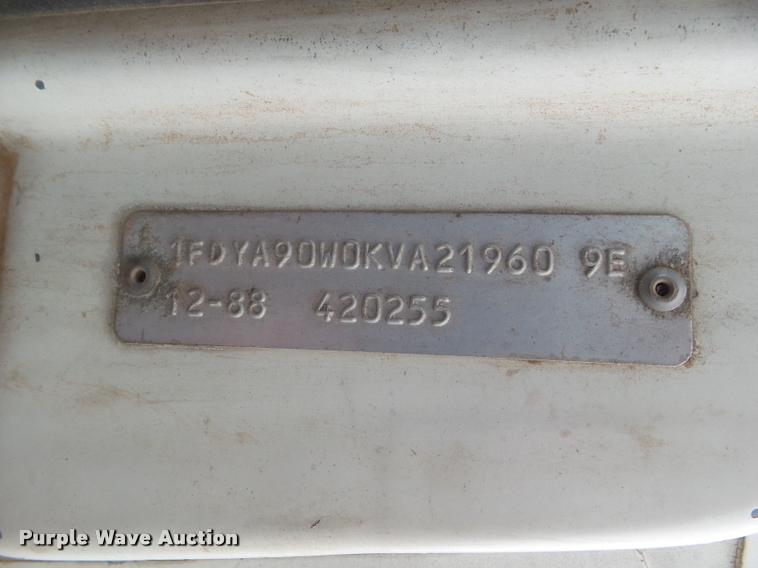 1FDYA90W0KVA21960 9E
12-88 420255
Purple Wave Auction